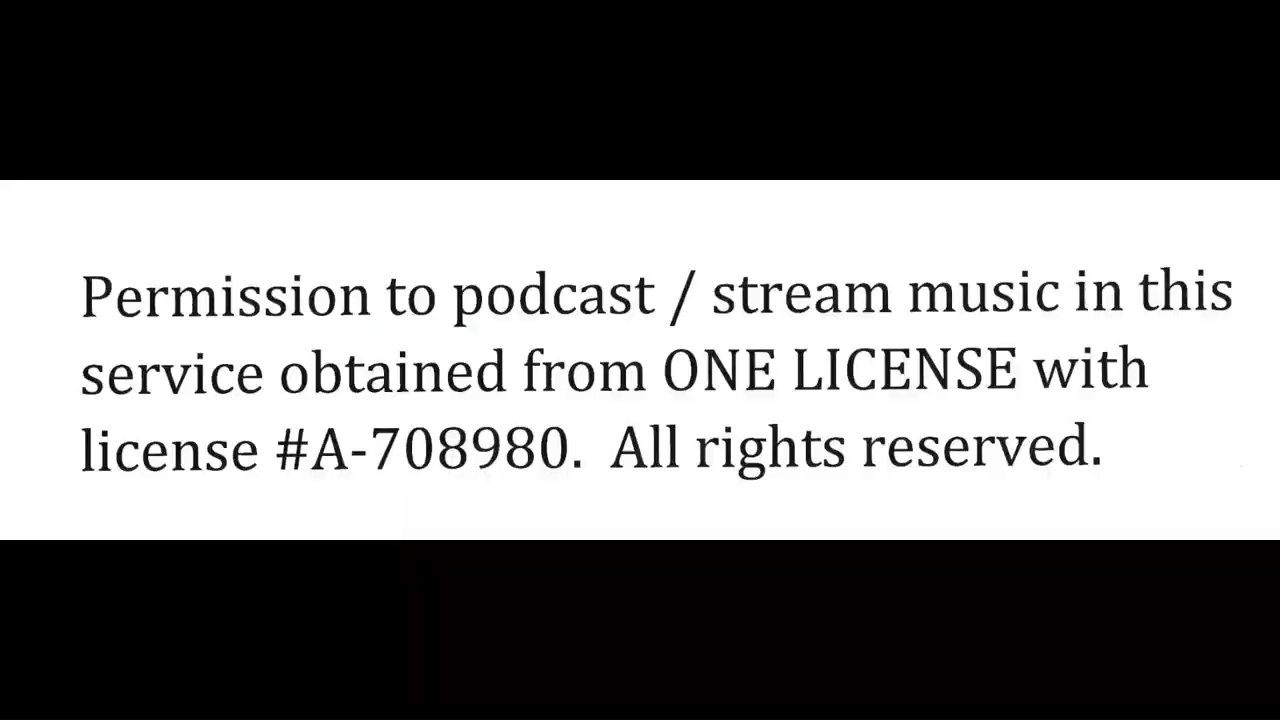 Permission to podcast / stream music in this
service obtained from ONE LICENSE with
license #A-708980.  All rights reserved.